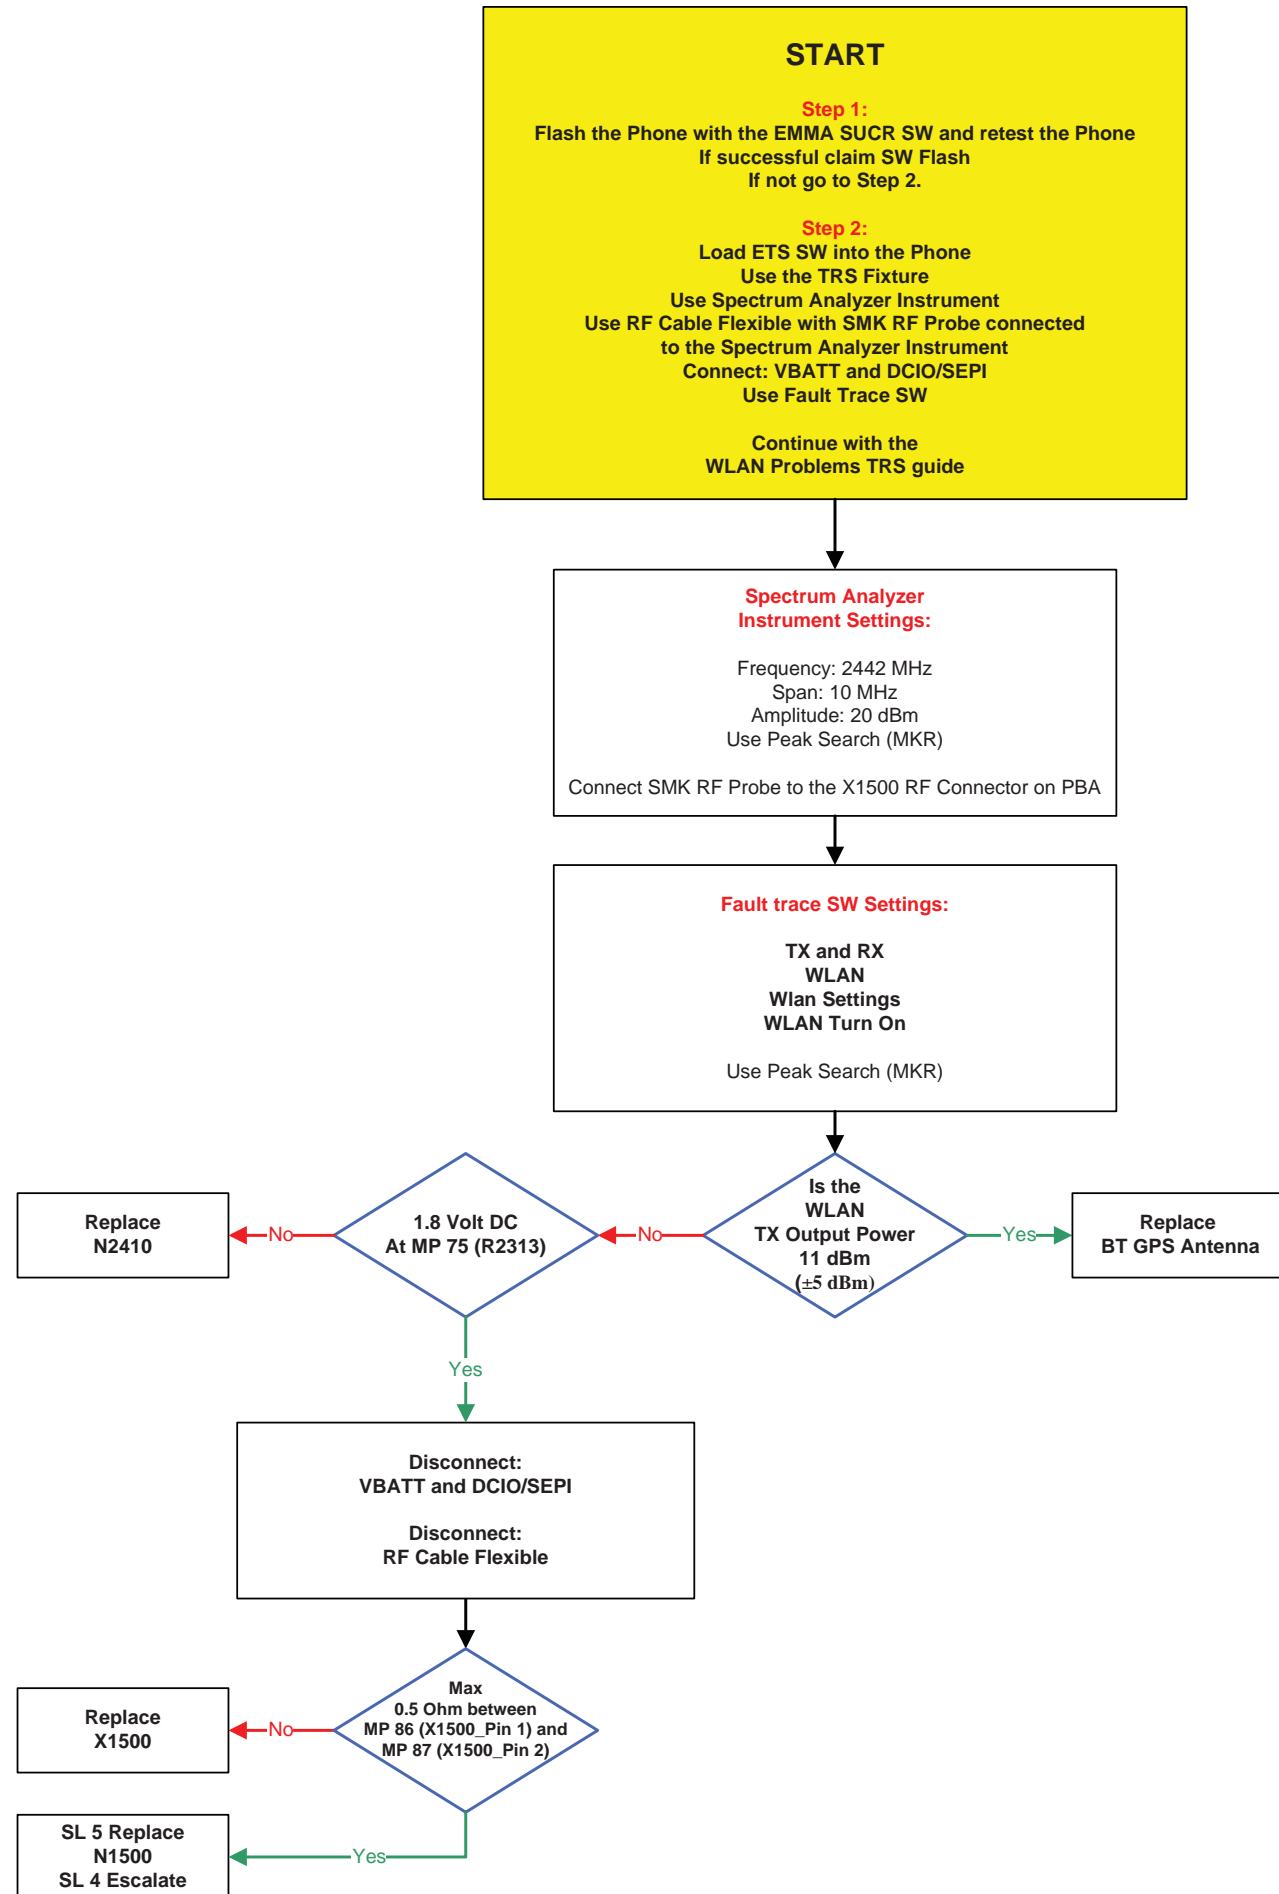 START
Step 1:
Flash the Phone with the EMMA SUCR SW and retest the Phone
If successful claim SW Flash
If not go to Step 2.
Step 2:
Load ETS SW into the Phone
Use the TRS Fixture
Use Spectrum Analyzer Instrument
Use RF Cable Flexible with SMK RF Probe connected
to the Spectrum Analyzer Instrument
Connect: VBATT and DCIO/SEPI
Use Fault Trace SW
Continue with the
WLAN Problems TRS guide
Spectrum Analyzer
Instrument Settings:
Frequency: 2442 MHz
Span: 10 MHz
Amplitude: 20 dBm
Use Peak Search (MKR)
Connect SMK RF Probe to the X1500 RF Connector on PBA
Fault trace SW Settings:
TX and RX
WLAN
Wlan Settings
WLAN Turn On
Use Peak Search (MKR)
Is the
WLAN
TX Output Power
11 dBm
(±5 dBm)
Yes
Replace
BT GPS Antenna
No
1.8 Volt DC
At MP 75 (R2313)
No
Replace
N2410
Yes
Disconnect:
VBATT and DCIO/SEPI
Disconnect:
RF Cable Flexible
Max
0.5 Ohm between
MP 86 (X1500_Pin 1) and
MP 87 (X1500_Pin 2)
No
Replace
X1500
Yes
SL 5 Replace
N1500
SL 4 Escalate